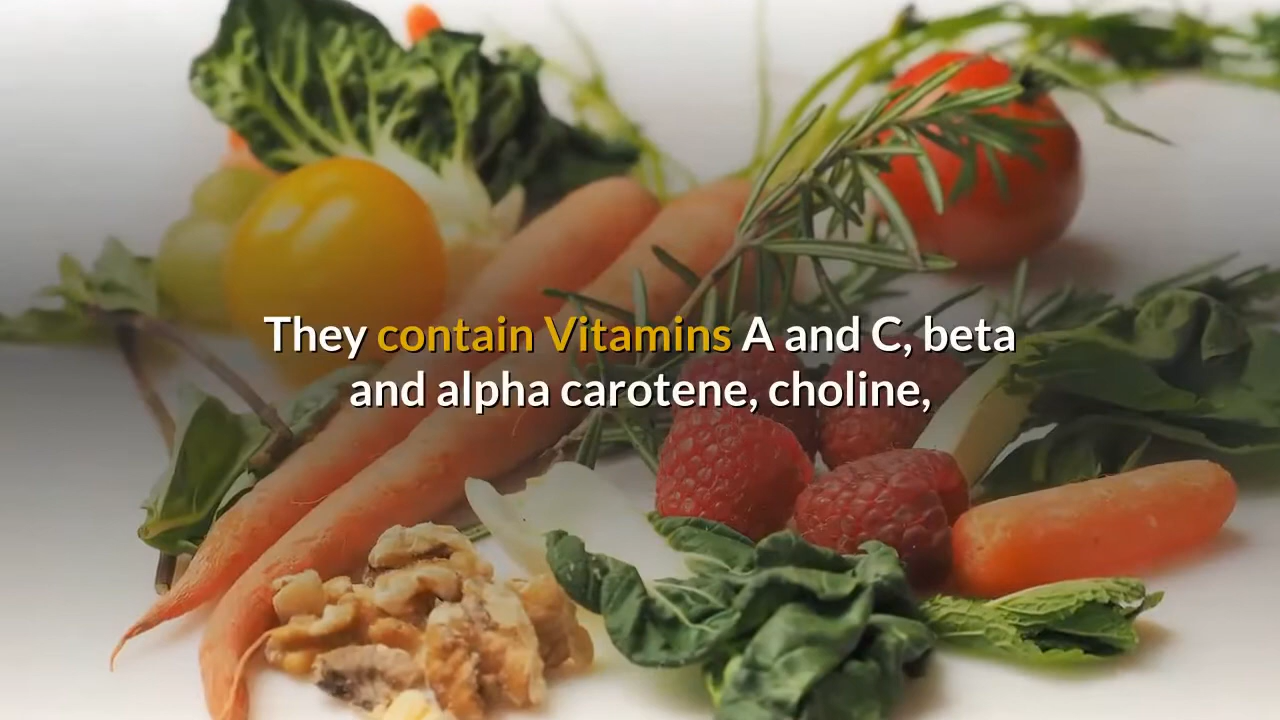 They contain Vitamins A and C, beta
and alpha carotene, choline,